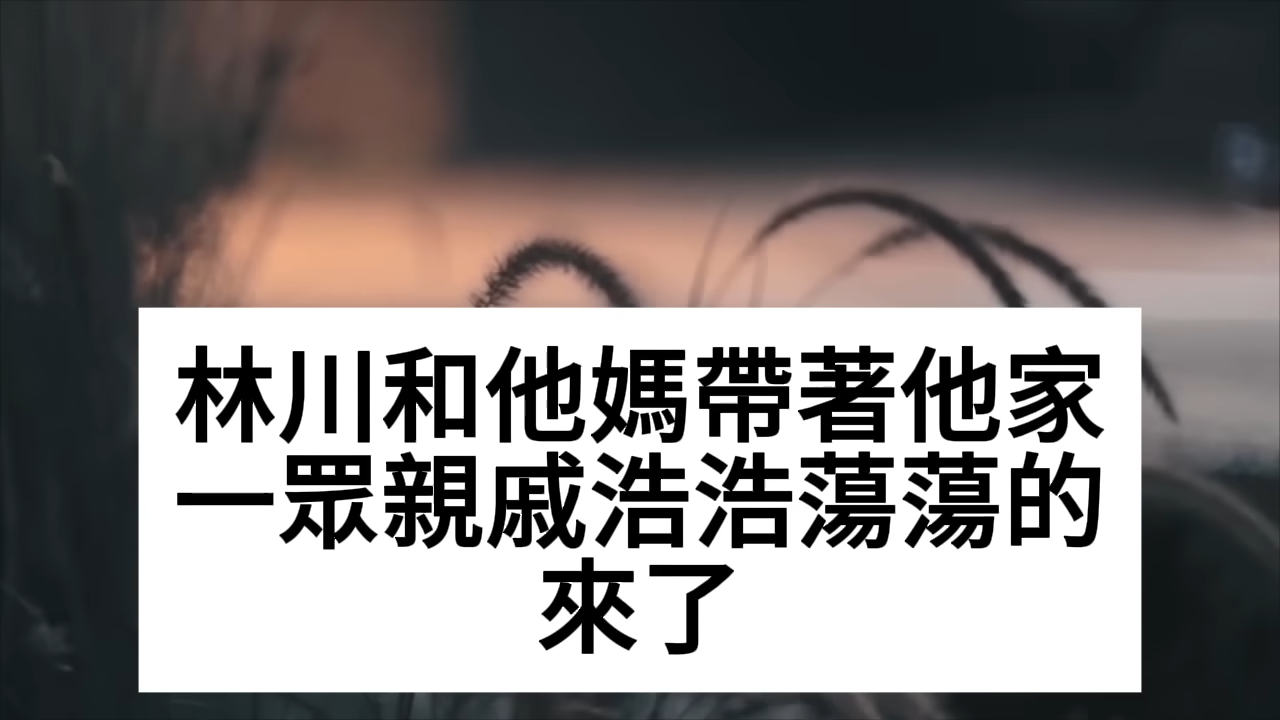 林川和他媽帶著他家
一眾親戚浩浩蕩蕩的
來了